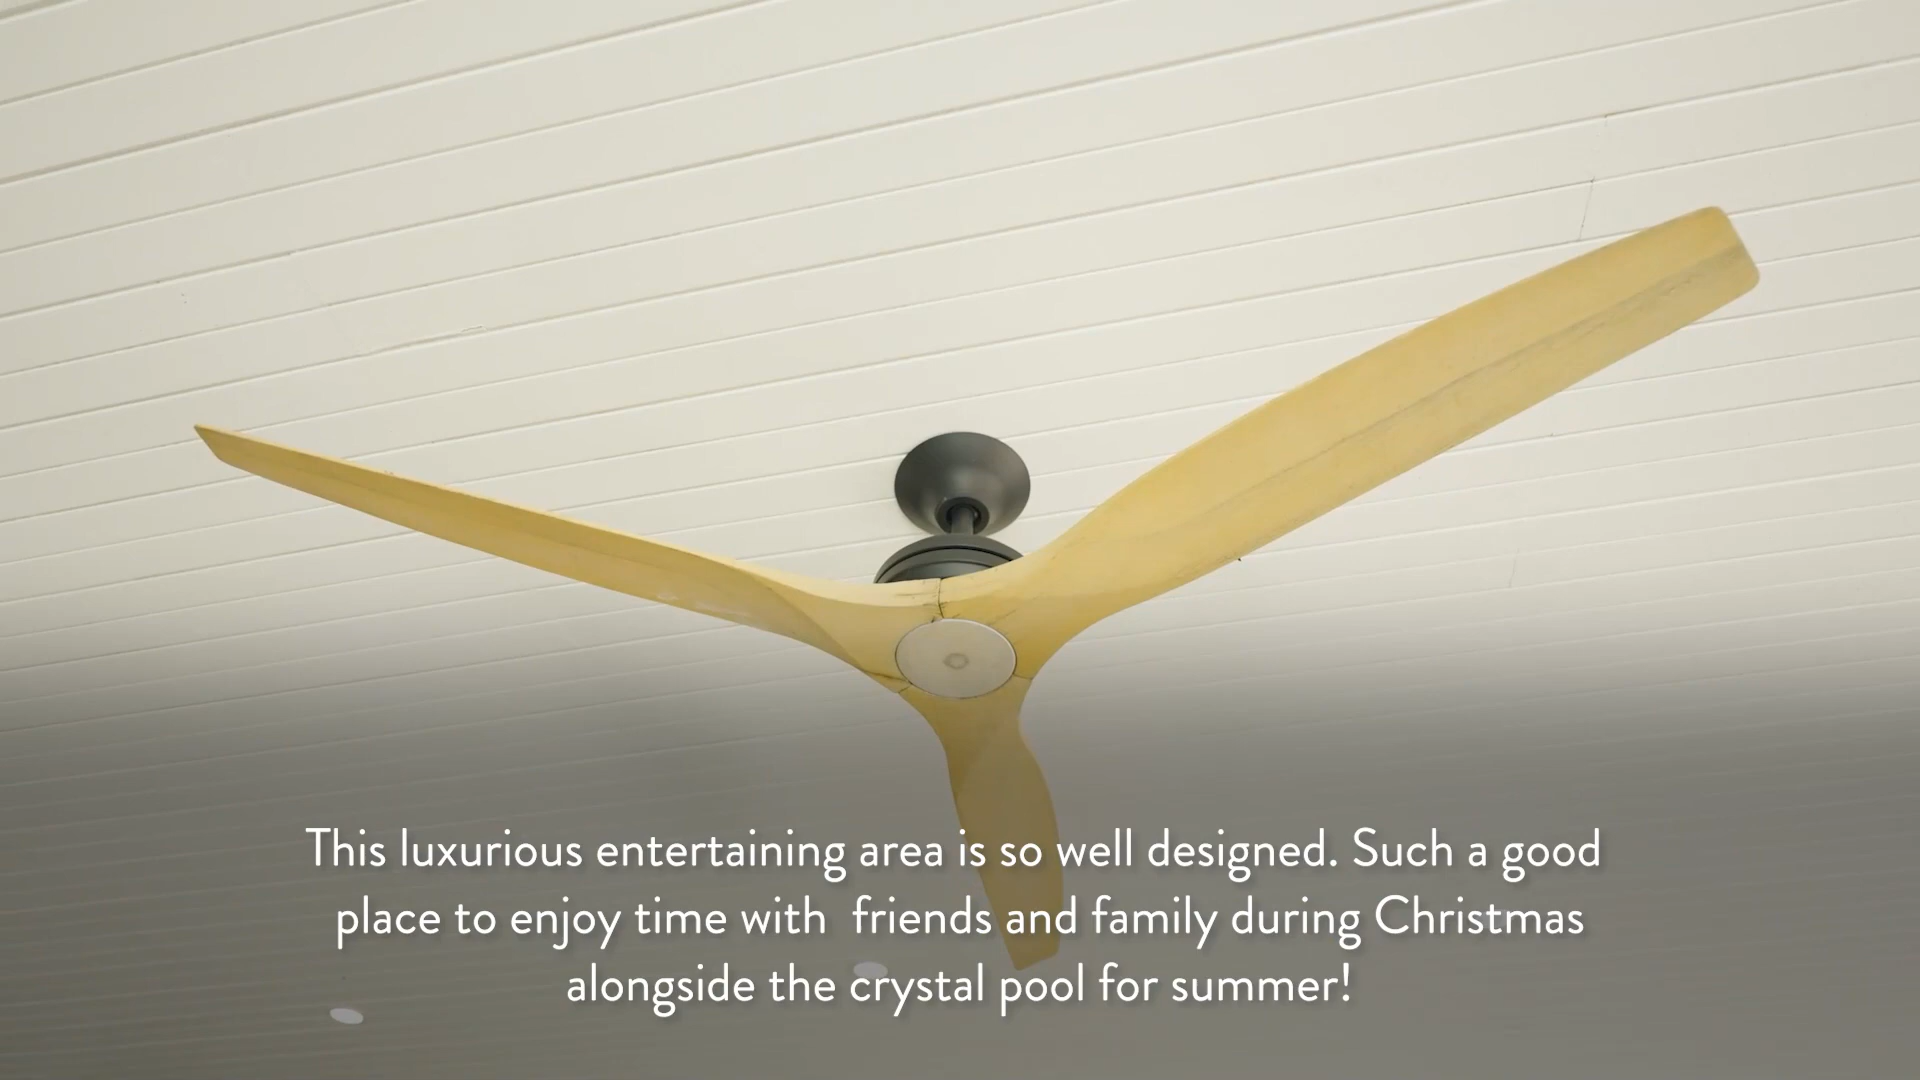 This luxurious entertaining area is so well designed. Such a good
place to enjoy time with  friends and family during Christmas
alongside the crystal pool for summer!